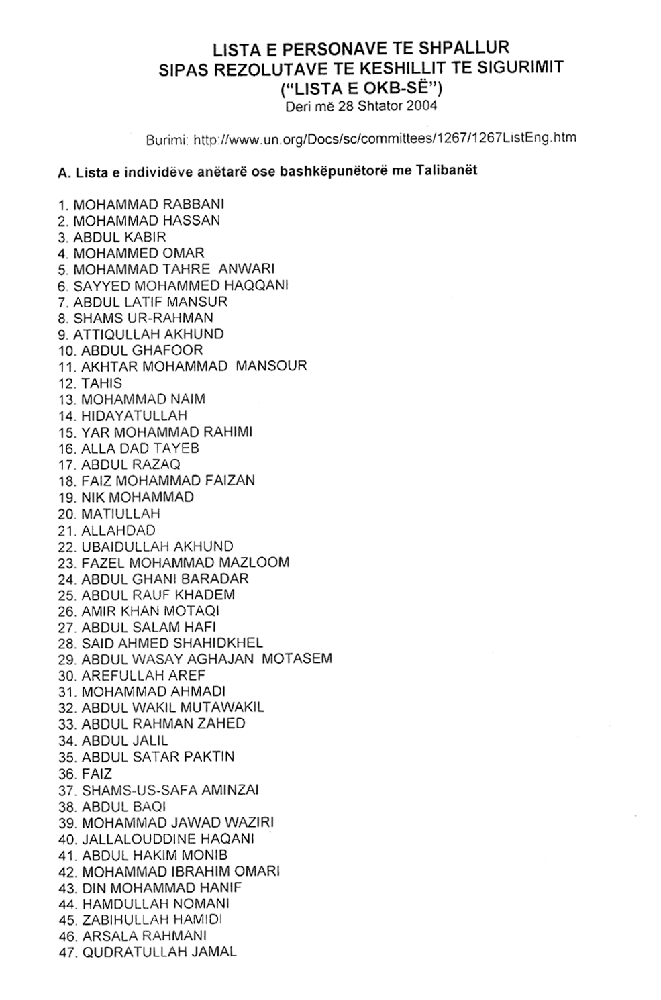 LISTA E PERSONAVE TE SHPALLUR
SIPAS REZOLUTAVE TE KESHILLIT TE SIGURIMIT
(“LISTA E OKB-SË”)
Deri më 28 Shtator 2004
Burimi: http://www.un.org/Docs/sc/committees/1267/1267ListEng.htm
A. Lista e individëve anëtarë ose bashkëpunëtorë me Talibanët
1. MOHAMMAD RABBANI
2. MOHAMMAD HASSAN
3. ABDUL KABIR
4. MOHAMMED OMAR
5. MOHAMMAD TAHRE ANWARI
6. SAYYED MOHAMMED HAQQANI
7. ABDUL LATIF MANSUR
8. SHAMS UR-RAHMAN
9. ATTIQULLAH AKHUND
10. ABDUL GHAFOOR
11. AKHTAR MOHAMMAD MANSOUR
12. TAHIS
13. MOHAMMAD NAIM
14. HIDAYATULLAH
15. YAR MOHAMMAD RAHIMI
16. ALLA DAD TAYEB
17. ABDUL RAZAQ
18. FAIZ MOHAMMAD FAIZAN
19. NIK MOHAMMAD
20. MATIULLAH
21. ALLAHDAD
22. UBAIDULLAH AKHUND
23. FAZEL MOHAMMAD MAZLOOM
24. ABDUL GHANI BARADAR
25. ABDUL RAUF KHADEM
26. AMIR KHAN MOTAQI
27. ABDUL SALAM HAFI
28. SAID AHMED SHAHIDKHEL
29. ABDUL WASAY AGHAJAN MOTASEM
30. AREFULLAH AREF
31. MOHAMMAD AHMADI
32. ABDUL WAKIL MUTAWAKIL
33. ABDUL RAHMAN ZAHED
34. ABDUL JALIL
35. ABDUL SATAR PAKTIN
36. FAIZ
37. SHAMS-US-SAFA AMINZAI
38. ABDUL BAQI
39. MOHAMMAD JAWAD WAZIRI
40. JALLALOUDDINE HAQANI
41. ABDUL HAKIM MONIB
42. MOHAMMAD IBRAHIM OMARI
43. DIN MOHAMMAD HANIF
44. HAMDULLAH NOMANI
45. ZABIHULLAH HAMIDI
46. ARSALA RAHMANI
47. QUDRATULLAH JAMAL